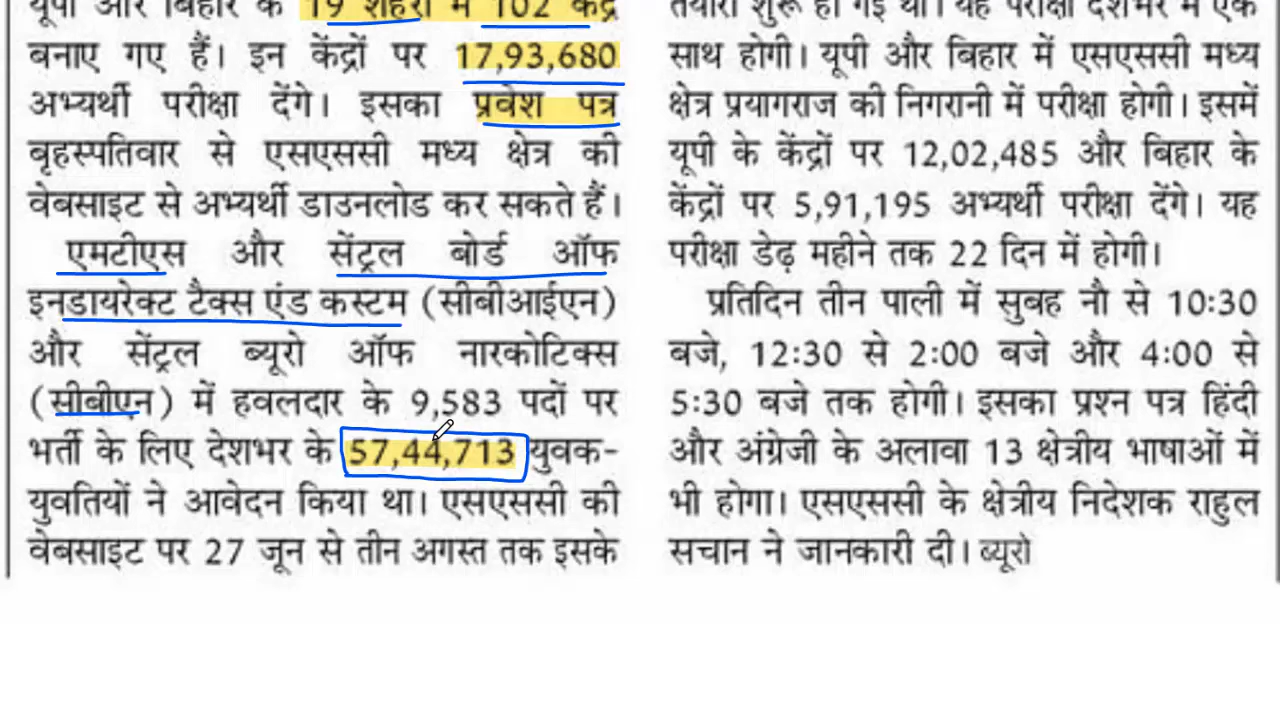 यूपी और बिहार के 19 शहरों में 102 केंद्र
बनाए गए हैं। इन केंद्रों पर 17,93,680
अभ्यर्थी परीक्षा देंगे। इसका प्रवेश पत्र
बृहस्पतिवार से एसएससी मध्य क्षेत्र की
वेबसाइट से अभ्यर्थी डाउनलोड कर सकते हैं।
एमटीएस और सेंट्रल बोर्ड ऑफ
इनडायरेक्ट टैक्स एंड कस्टम (सीबीआईएन)
और सेंट्रल ब्यूरो ऑफ नारकोटिक्स
(सीबीएन) में हवलदार के 9,583 पदों पर
भर्ती के लिए देशभर के 57,44,713 युवक-
युवतियों ने आवेदन किया था। एसएससी की
वेबसाइट पर 27 जून से तीन अगस्त तक इसके
तैयारी शुरू हो गई थी। यह परीक्षा देशभर में एक
साथ होगी। यूपी और बिहार में एसएससी मध्य
क्षेत्र प्रयागराज की निगरानी में परीक्षा होगी। इसमें
यूपी के केंद्रों पर 12,02,485 और बिहार के
केंद्रों पर 5,91,195 अभ्यर्थी परीक्षा देंगे। यह
परीक्षा डेढ़ महीने तक 22 दिन में होगी।
प्रतिदिन तीन पाली में सुबह नौ से 10:30
बजे, 12:30 से 2:00 बजे और 4:00 से
5:30 बजे तक होगी। इसका प्रश्न पत्र हिंदी
और अंग्रेजी के अलावा 13 क्षेत्रीय भाषाओं में
भी होगा। एसएससी के क्षेत्रीय निदेशक राहुल
सचान ने जानकारी दी। ब्यूरो